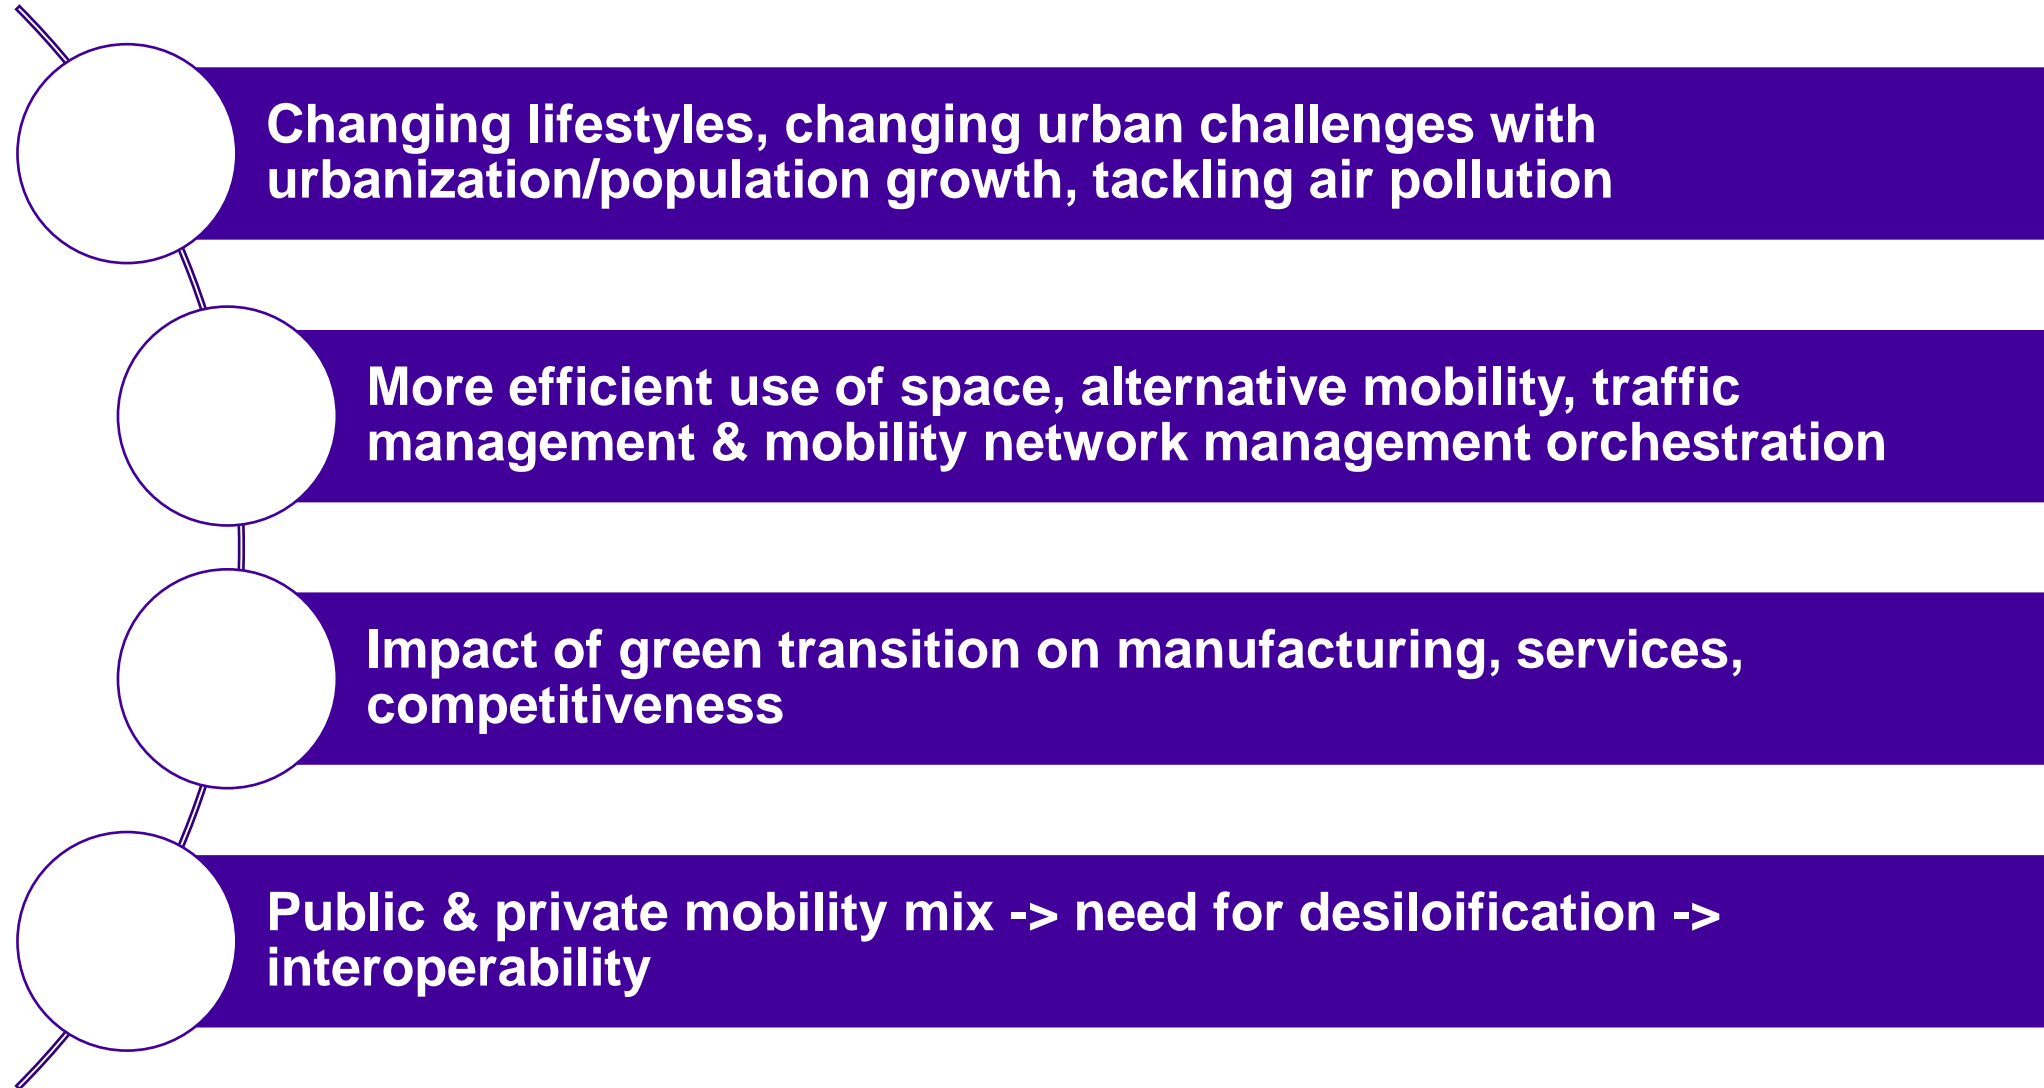 Changing lifestyles, changing urban challenges with
urbanization/population growth, tackling air pollution
More efficient use of space, alternative mobility, traffic
management & mobility network management orchestration
Impact of green transition on manufacturing, services,
competitiveness
Public & private mobility mix -> need for desiloification ->
interoperability